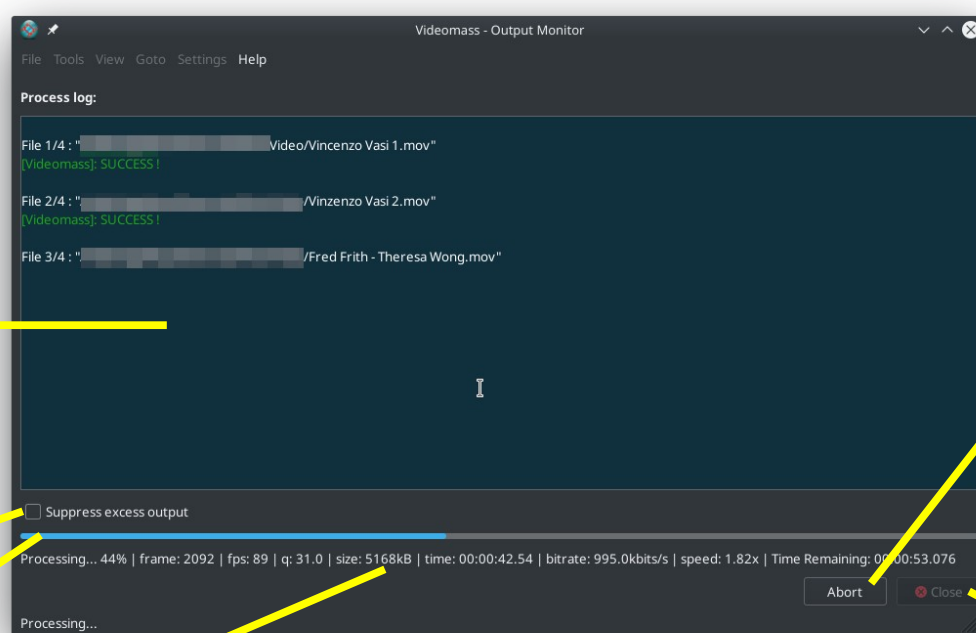 Videomass - Output Monitor
File Tools View Goto Settings Help
Process log:
File 1/4 : " Video/Vincenzo Vasi 1.mov"
[Videomass]: SUCCESS !
File 2/4 : " /Vinzenzo Vasi 2.mov"
[Videomass]: SUCCESS !
File 3/4 : " /Fred Frith - Theresa Wong.mov"
Suppress excess output
Processing... 44% | frame: 2092 | fps: 89 | q: 31.0 | size: 5168kB | time: 00:00:42.54 | bitrate: 995.0kbits/s | speed: 1.82x | Time Remaining: 00:00:53.076
Abort Close
Processing...